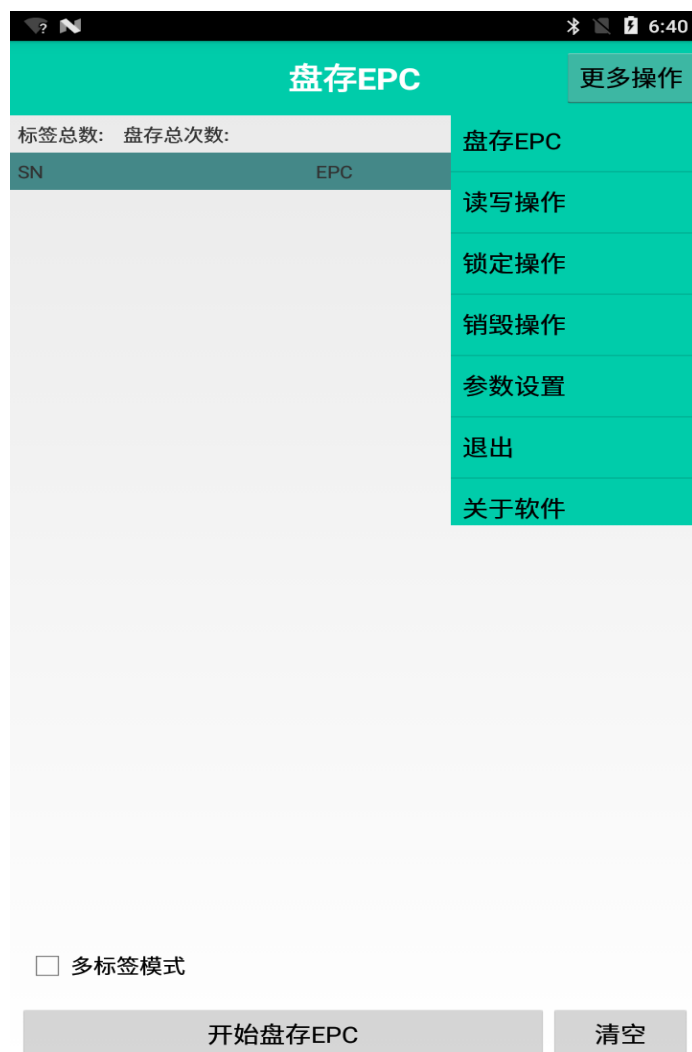 6:40
盘存EPC 更多操作
标签总数: 盘存总次数:
SN EPC
盘存EPC
读写操作
锁定操作
销毁操作
参数设置
退出
关于软件
多标签模式
开始盘存EPC 清空